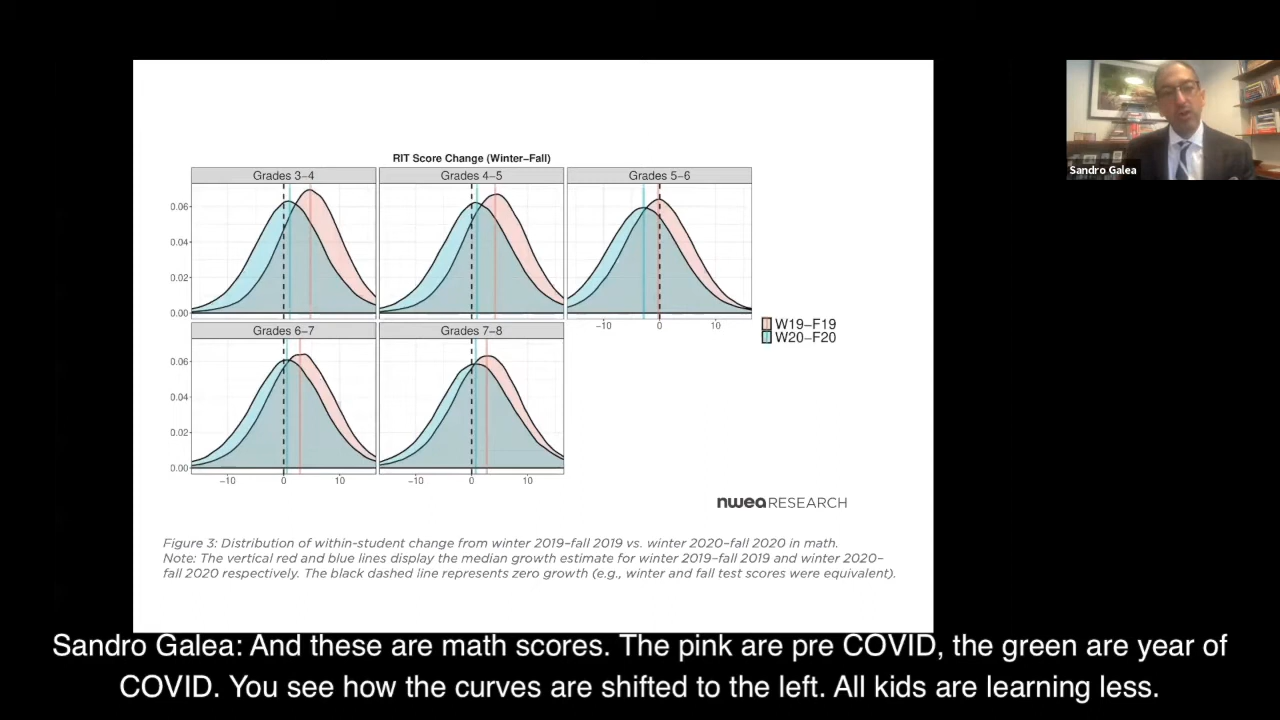 RIT Score Change (Winter–Fall)
Grades 3–4
Grades 4–5
Grades 5–6
0.06
0.04
0.02
0.00
−10
0
10
W19–F19
W20–F20
Grades 6–7
Grades 7–8
0.06
0.04
0.02
0.00
−10
0
10
−10
0
10
nwea RESEARCH
Figure 3: Distribution of within-student change from winter 2019–fall 2019 vs. winter 2020–fall 2020 in math.
Note: The vertical red and blue lines display the median growth estimate for winter 2019–fall 2019 and winter 2020–
fall 2020 respectively. The black dashed line represents zero growth (e.g., winter and fall test scores were equivalent).
Sandro Galea
Sandro Galea: And these are math scores. The pink are pre COVID, the green are year of
COVID. You see how the curves are shifted to the left. All kids are learning less.